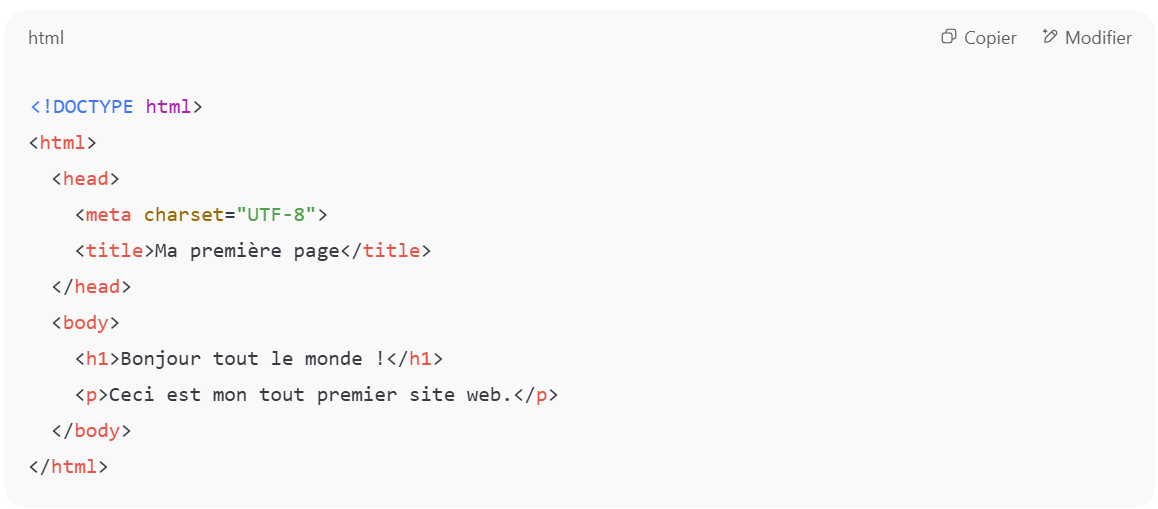 html
Copier
Modifier
<!DOCTYPE html>
<html>
  <head>
    <meta charset="UTF-8">
    <title>Ma première page</title>
  </head>
  <body>
    <h1>Bonjour tout le monde !</h1>
    <p>Ceci est mon tout premier site web.</p>
  </body>
</html>